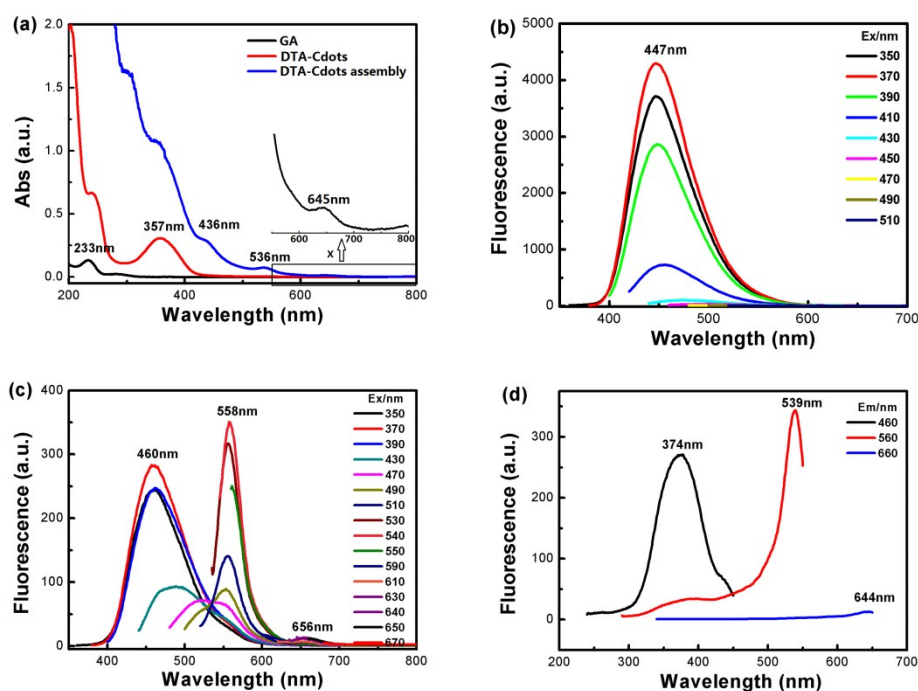 (a)
2.0
1.5
1.0
0.5
0.0
Abs (a.u.)
GA
DTA-Cdots
DTA-Cdots assembly
233nm
357nm
436nm
536nm
645nm
600
700
800
x
200
400
600
800
Wavelength (nm)
(b)
447nm
Ex/nm
350
370
390
410
430
450
470
490
510
5000
4000
3000
2000
1000
0
Fluorescence (a.u.)
400
500
600
700
Wavelength (nm)
(c)
400
300
200
100
0
Fluorescence (a.u.)
460nm
558nm
656nm
Ex/nm
350
370
390
430
470
490
510
530
540
550
590
610
630
640
650
670
400
500
600
700
800
Wavelength (nm)
(d)
300
200
100
0
Fluorescence (a.u.)
374nm
539nm
644nm
Em/nm
460
560
660
200
300
400
500
600
700
Wavelength (nm)